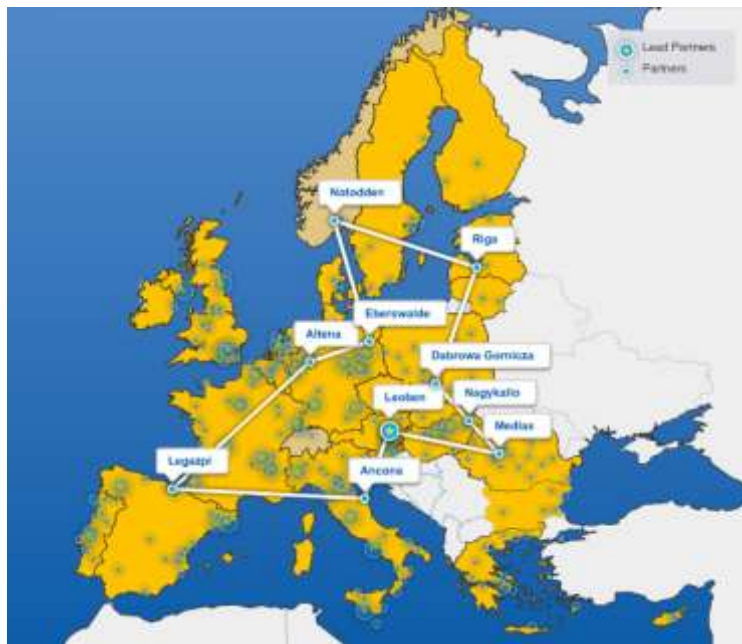 Lead Partners
Partners
Notodden
Riga
Eberswalde
Altena
Dabrowa Gornicza
Leoben
Nagykallo
Medias
Legazpi
Ancona